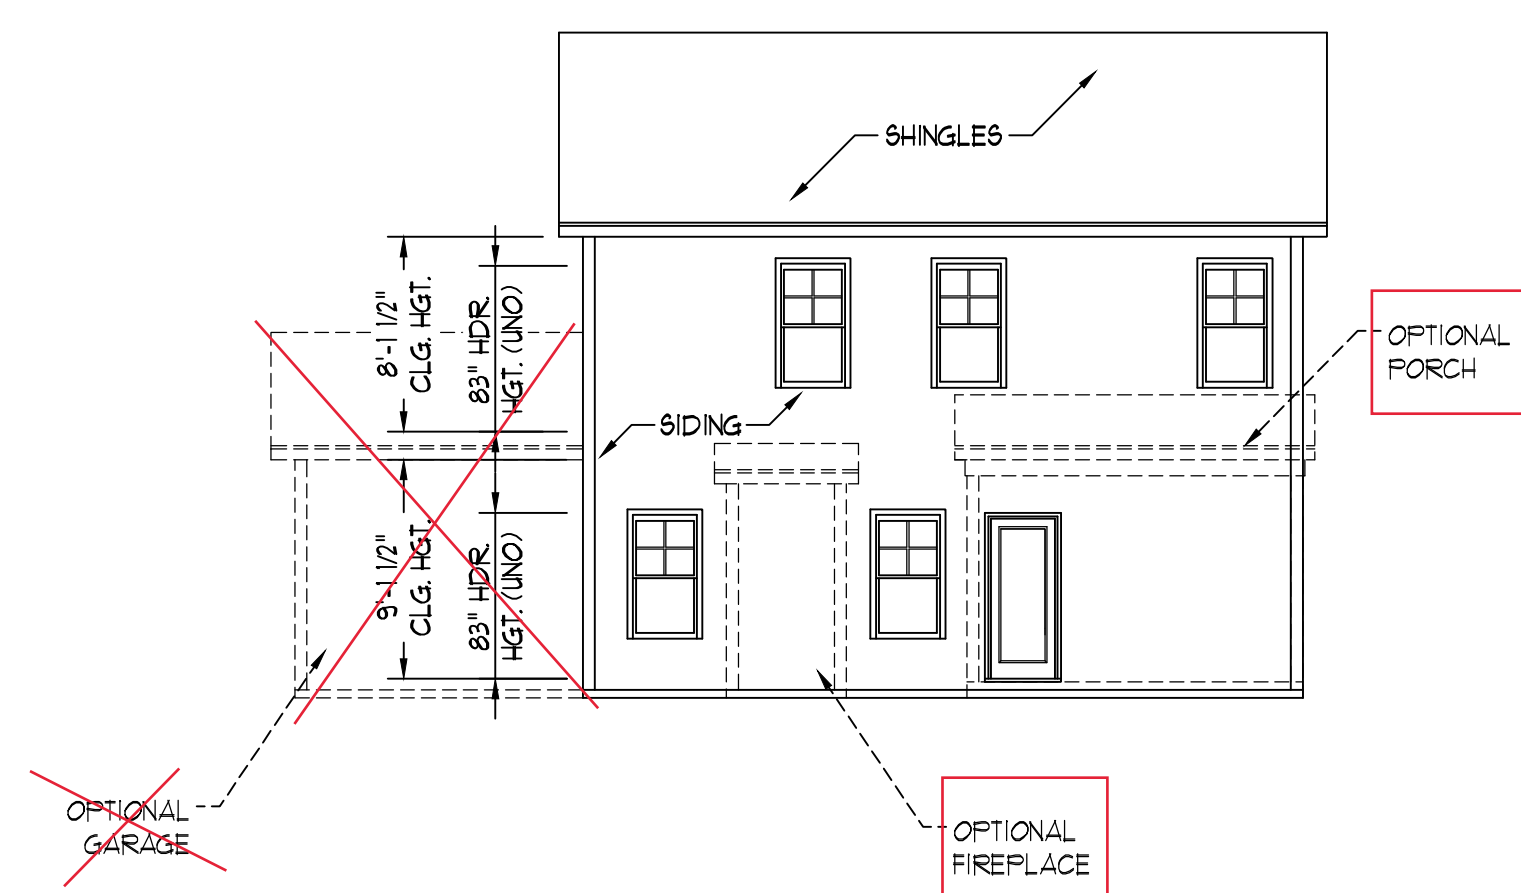 SHINGLES
8'-1 1/2"
CLG. HGT.
83" HDR.
HGT. (UNO)
OPTIONAL
PORCH
SIDING
9'-1 1/2"
CLG. HGT.
83" HDR.
HGT. (UNO)
OPTIONAL
GARAGE
OPTIONAL
FIREPLACE